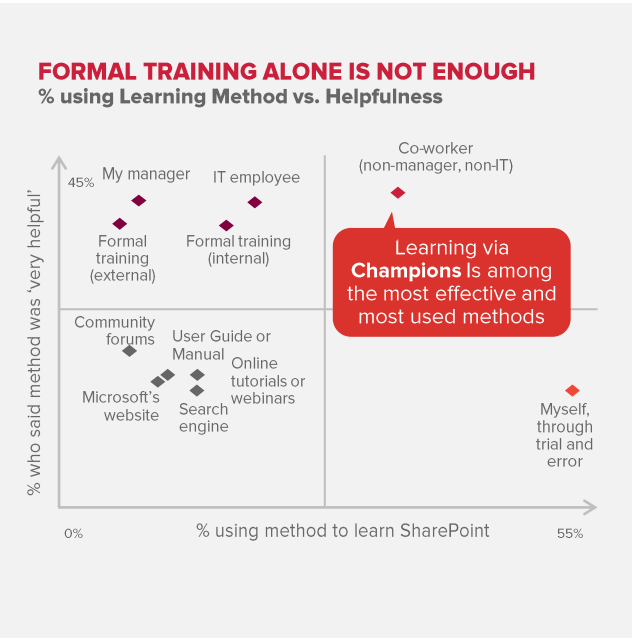 FORMAL TRAINING ALONE IS NOT ENOUGH
% using Learning Method vs. Helpfulness
% who said method was ‘very helpful’
45%
My manager
IT employee
Co-worker
(non-manager, non-IT)
Formal
training
(external)
Formal training
(internal)
Learning via
Champions Is among
the most effective and
most used methods
Community
forums
User Guide or
Manual
Online
tutorials or
webinars
Microsoft’s
website
Search
engine
Myself,
through
trial and
error
0%
% using method to learn SharePoint
55%